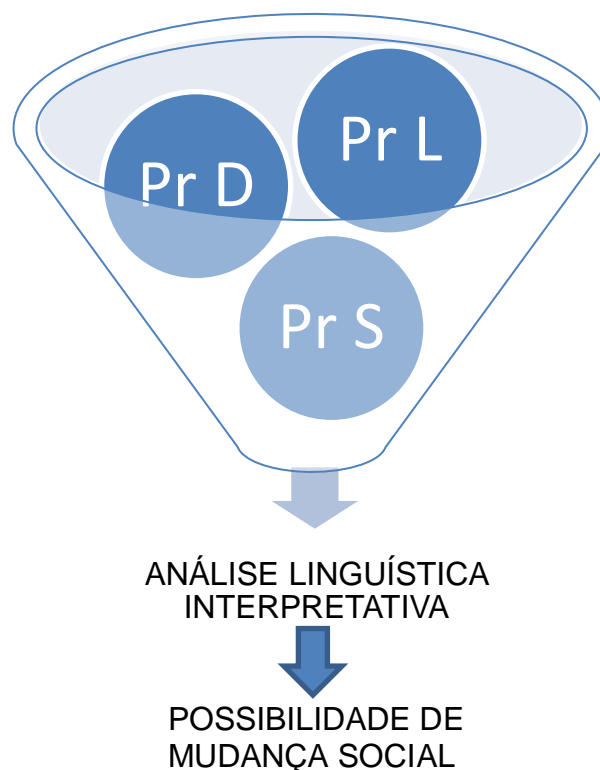 Pr L
Pr D
Pr S
ANÁLISE LINGUÍSTICA
INTERPRETATIVA
POSSIBILIDADE DE
MUDANÇA SOCIAL